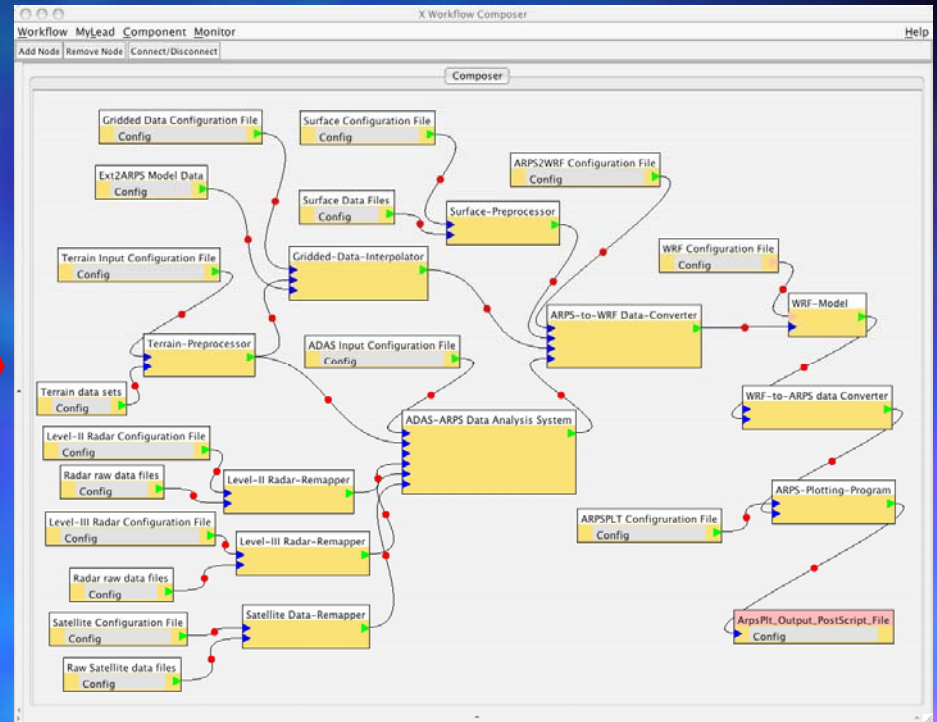 X Workflow Composer
Workflow MyLead Component Monitor Help
Add Node Remove Node Connect/Disconnect
Composer
Gridded Data Configuration File
Config
Surface Configuration File
Config
ARPS2WRF Configuration File
Config
Ext2ARPS Model Data
Config
Surface Data Files
Config
Surface-Preprocessor
WRF Configuration File
Config
Terrain Input Configuration File
Config
Gridded-Data-Interpolator
WRF-Model
ARPS-to-WRF Data-Converter
Terrain-Preprocessor
ADAS Input Configuration File
Config
Terrain data sets
Config
WRF-to-ARPS data Converter
ADAS-ARPS Data Analysis System
Level-II Radar Configuration File
Config
Radar raw data files
Config
Level-II Radar-Remapper
ARPS-Plotting-Program
Level-III Radar Configuration File
Config
ARPSPLT Configruration File
Config
Level-III Radar-Remapper
Radar raw data files
Config
Satellite Configuration File
Config
Satellite Data-Remapper
ArpsPlt_Output_PostScript_File
Config
Raw Satellite data files
Config